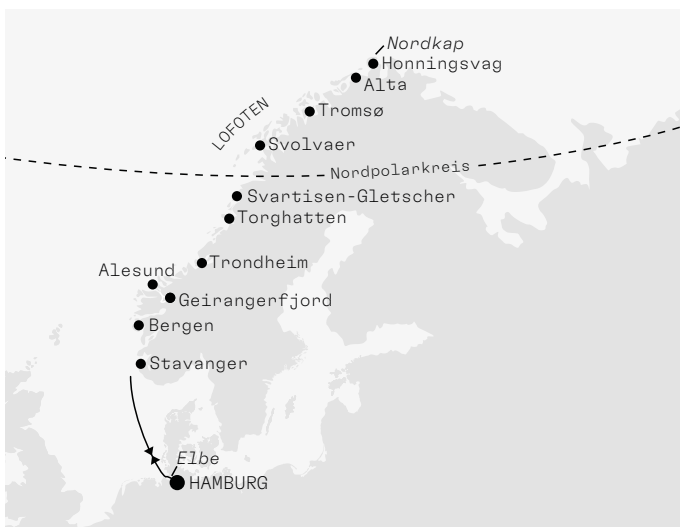 Nordkap
Honningsvag
Alta
LOFOTEN
Tromsø
Svolvaer
Nordpolarkreis
Svartisen-Gletscher
Torghatten
Trondheim
Alesund
Geirangerfjord
Bergen
Stavanger
Elbe
HAMBURG